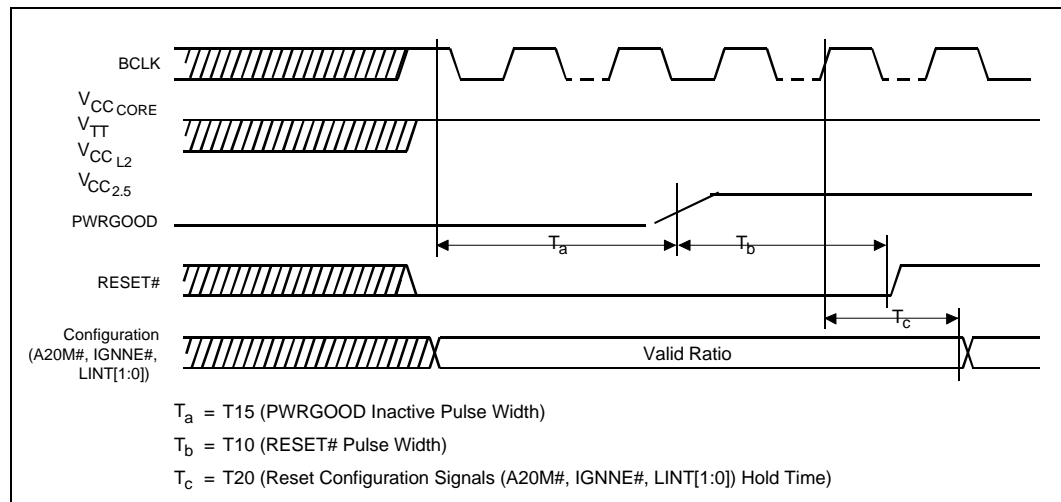 BCLK
VCC CORE
VTT
VCC L2
VCC 2.5
PWRGOOD
Ta
Tb
RESET#
Tc
Configuration
(A20M#, IGNNE#,
LINT[1:0])
Valid Ratio
Ta = T15 (PWRGOOD Inactive Pulse Width)
Tb = T10 (RESET# Pulse Width)
Tc = T20 (Reset Configuration Signals (A20M#, IGNNE#, LINT[1:0]) Hold Time)